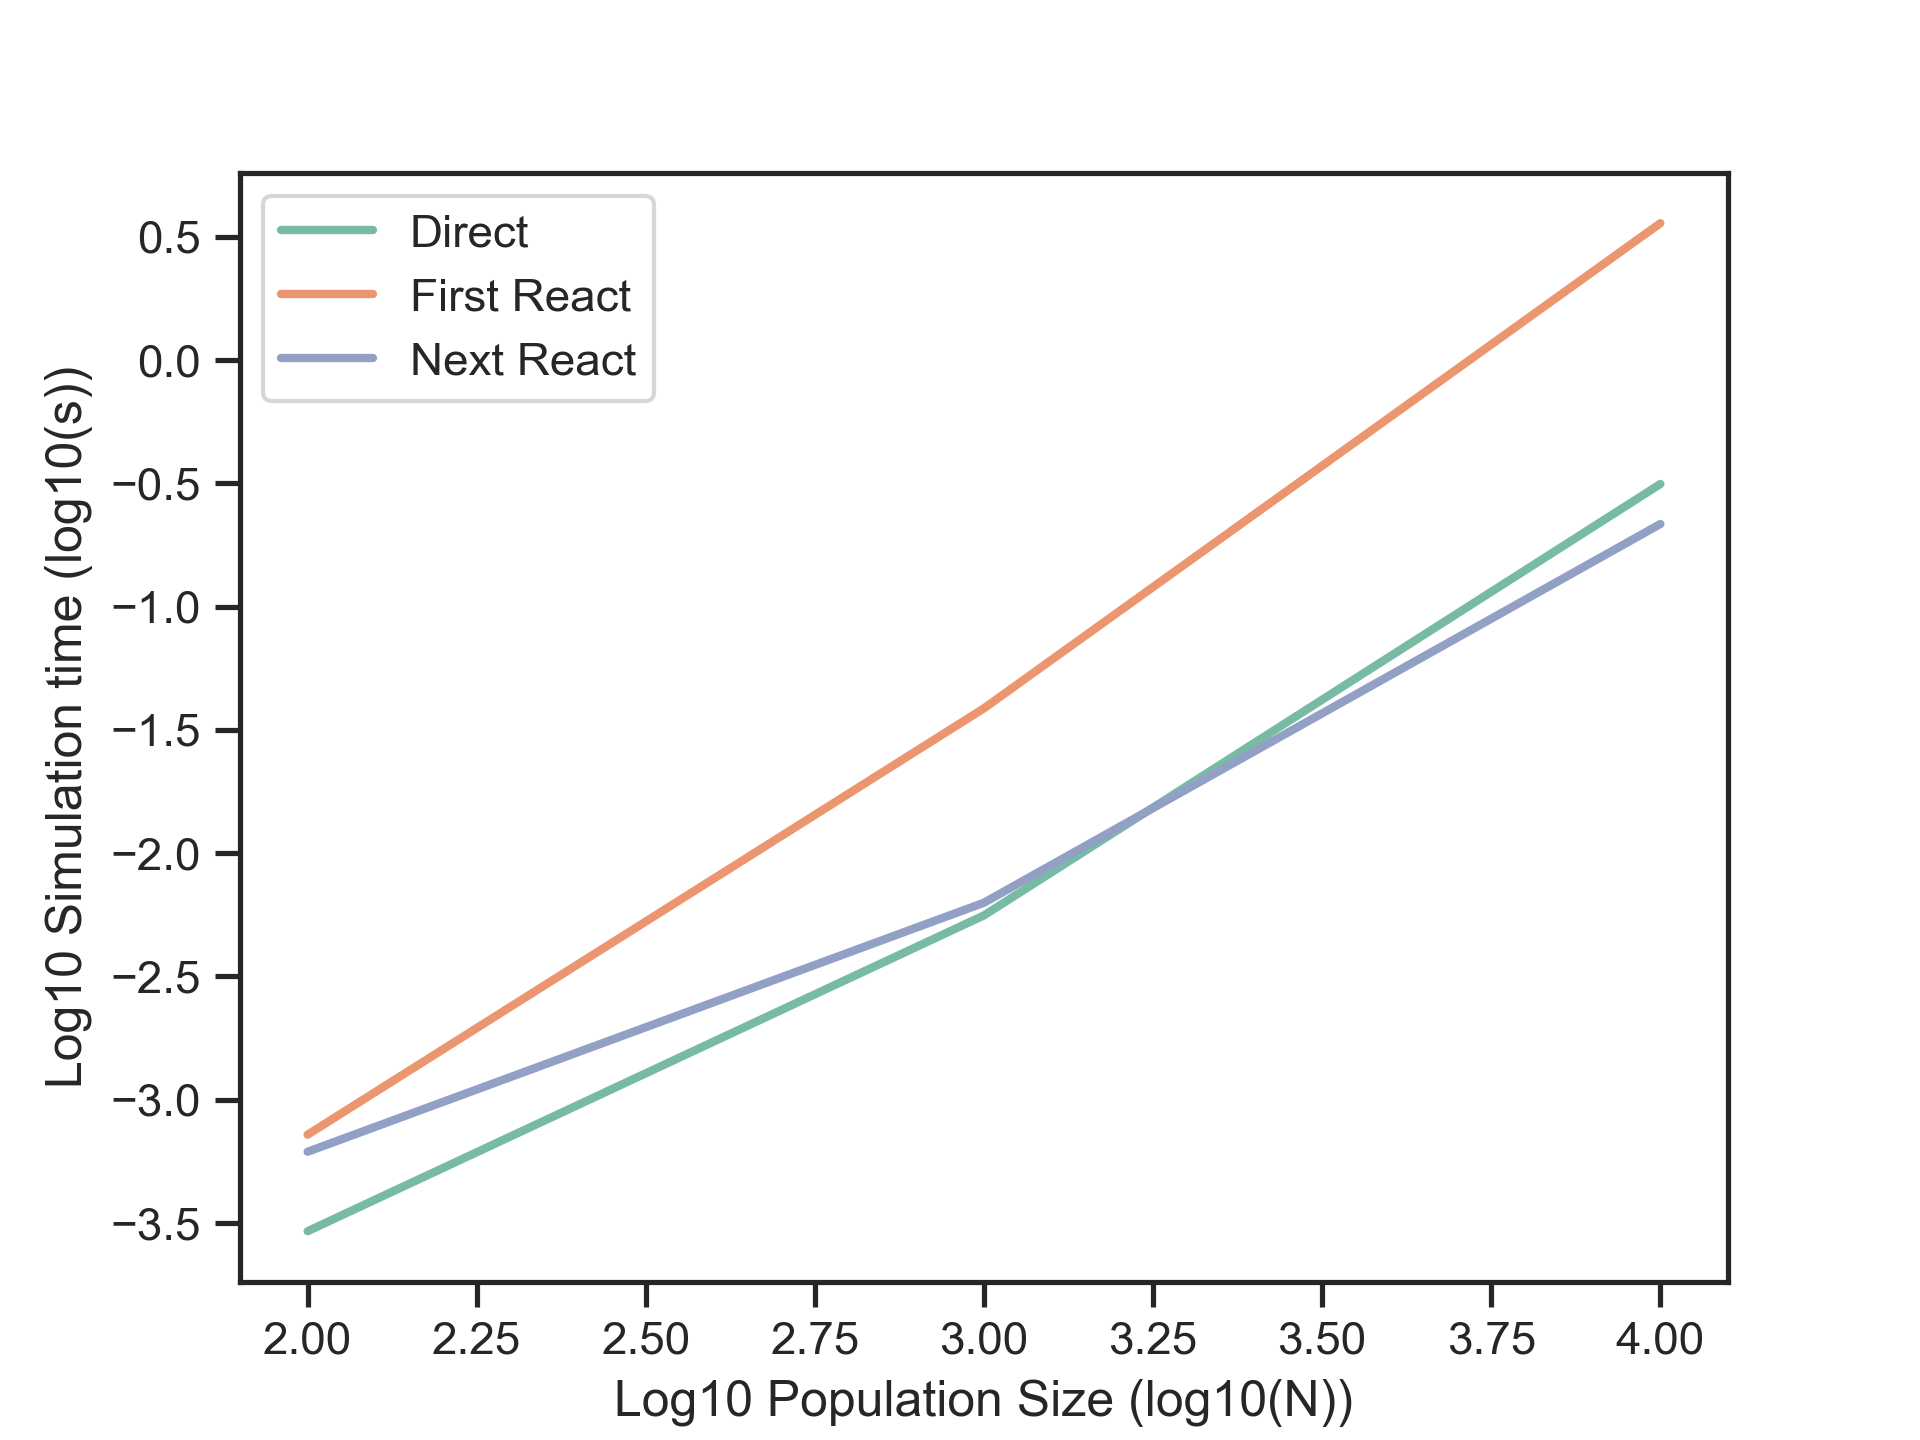 Direct
First React
Next React
0.5
0.0
−0.5
−1.0
−1.5
−2.0
−2.5
−3.0
−3.5
Log10 Simulation time (log10(s))
2.00 2.25 2.50 2.75 3.00 3.25 3.50 3.75 4.00
Log10 Population Size (log10(N))